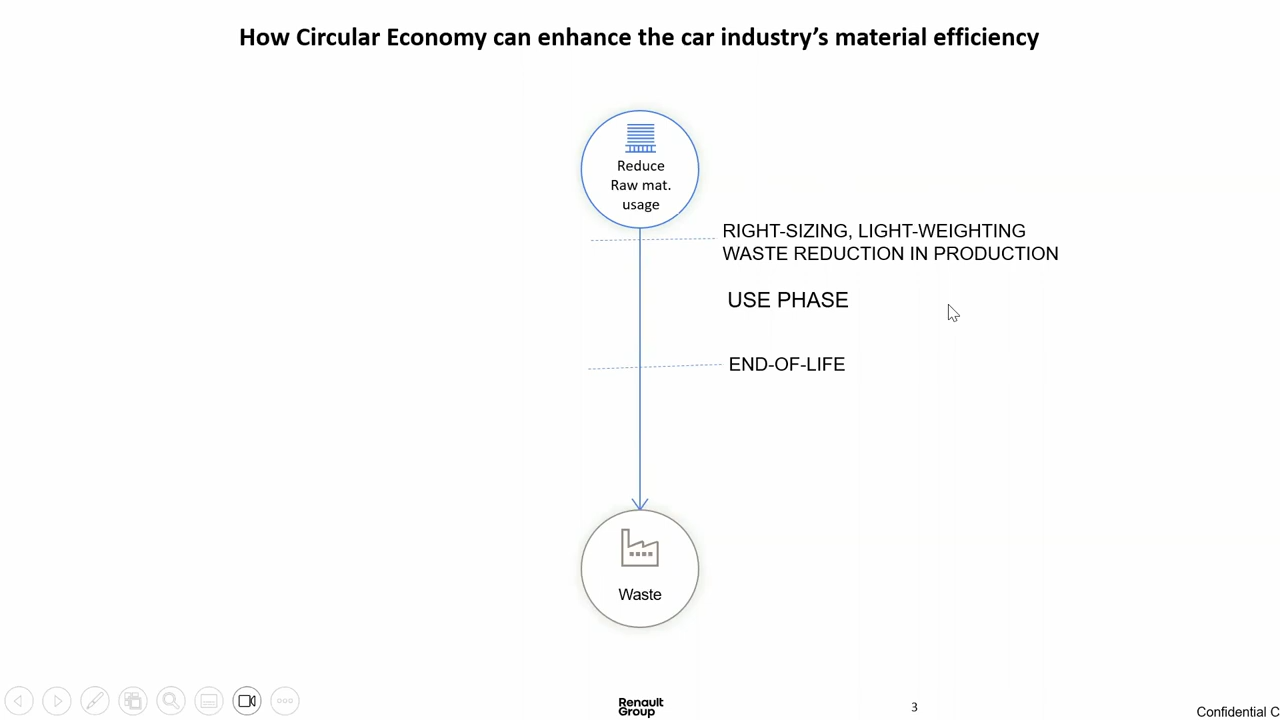 How Circular Economy can enhance the car industry’s material efficiency
Reduce
Raw mat.
usage
RIGHT-SIZING, LIGHT-WEIGHTING
WASTE REDUCTION IN PRODUCTION
USE PHASE
END-OF-LIFE
Waste
Renault
Group
3
Confidential C